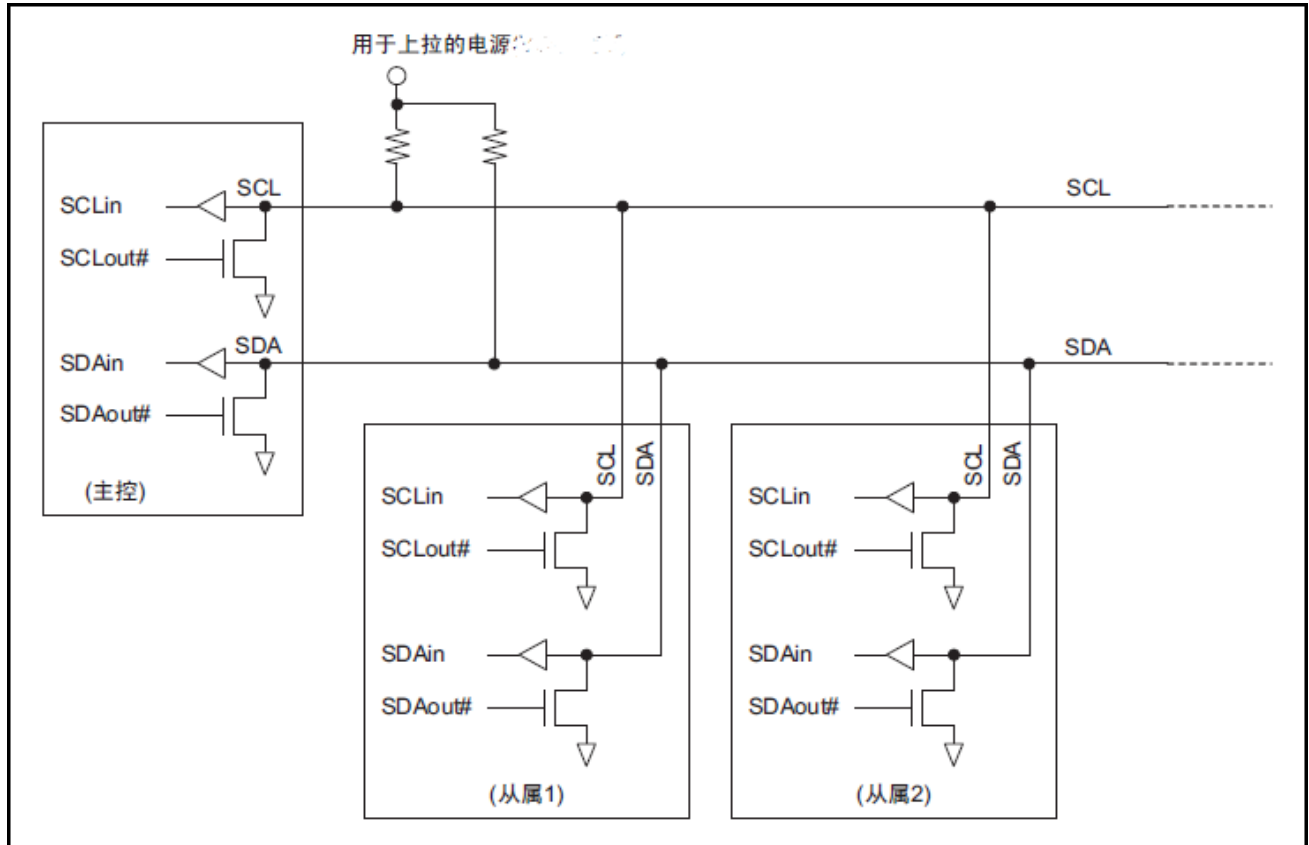 用于上拉的电源
SCL
SCLin
SCLout#
SCL
SDA
SDAin
SDAout#
SDA
(主控)
SCL
SDA
SCLin
SCLout#
SDAin
SDAout#
(从属1)
SCL
SDA
SCLin
SCLout#
SDAin
SDAout#
(从属2)